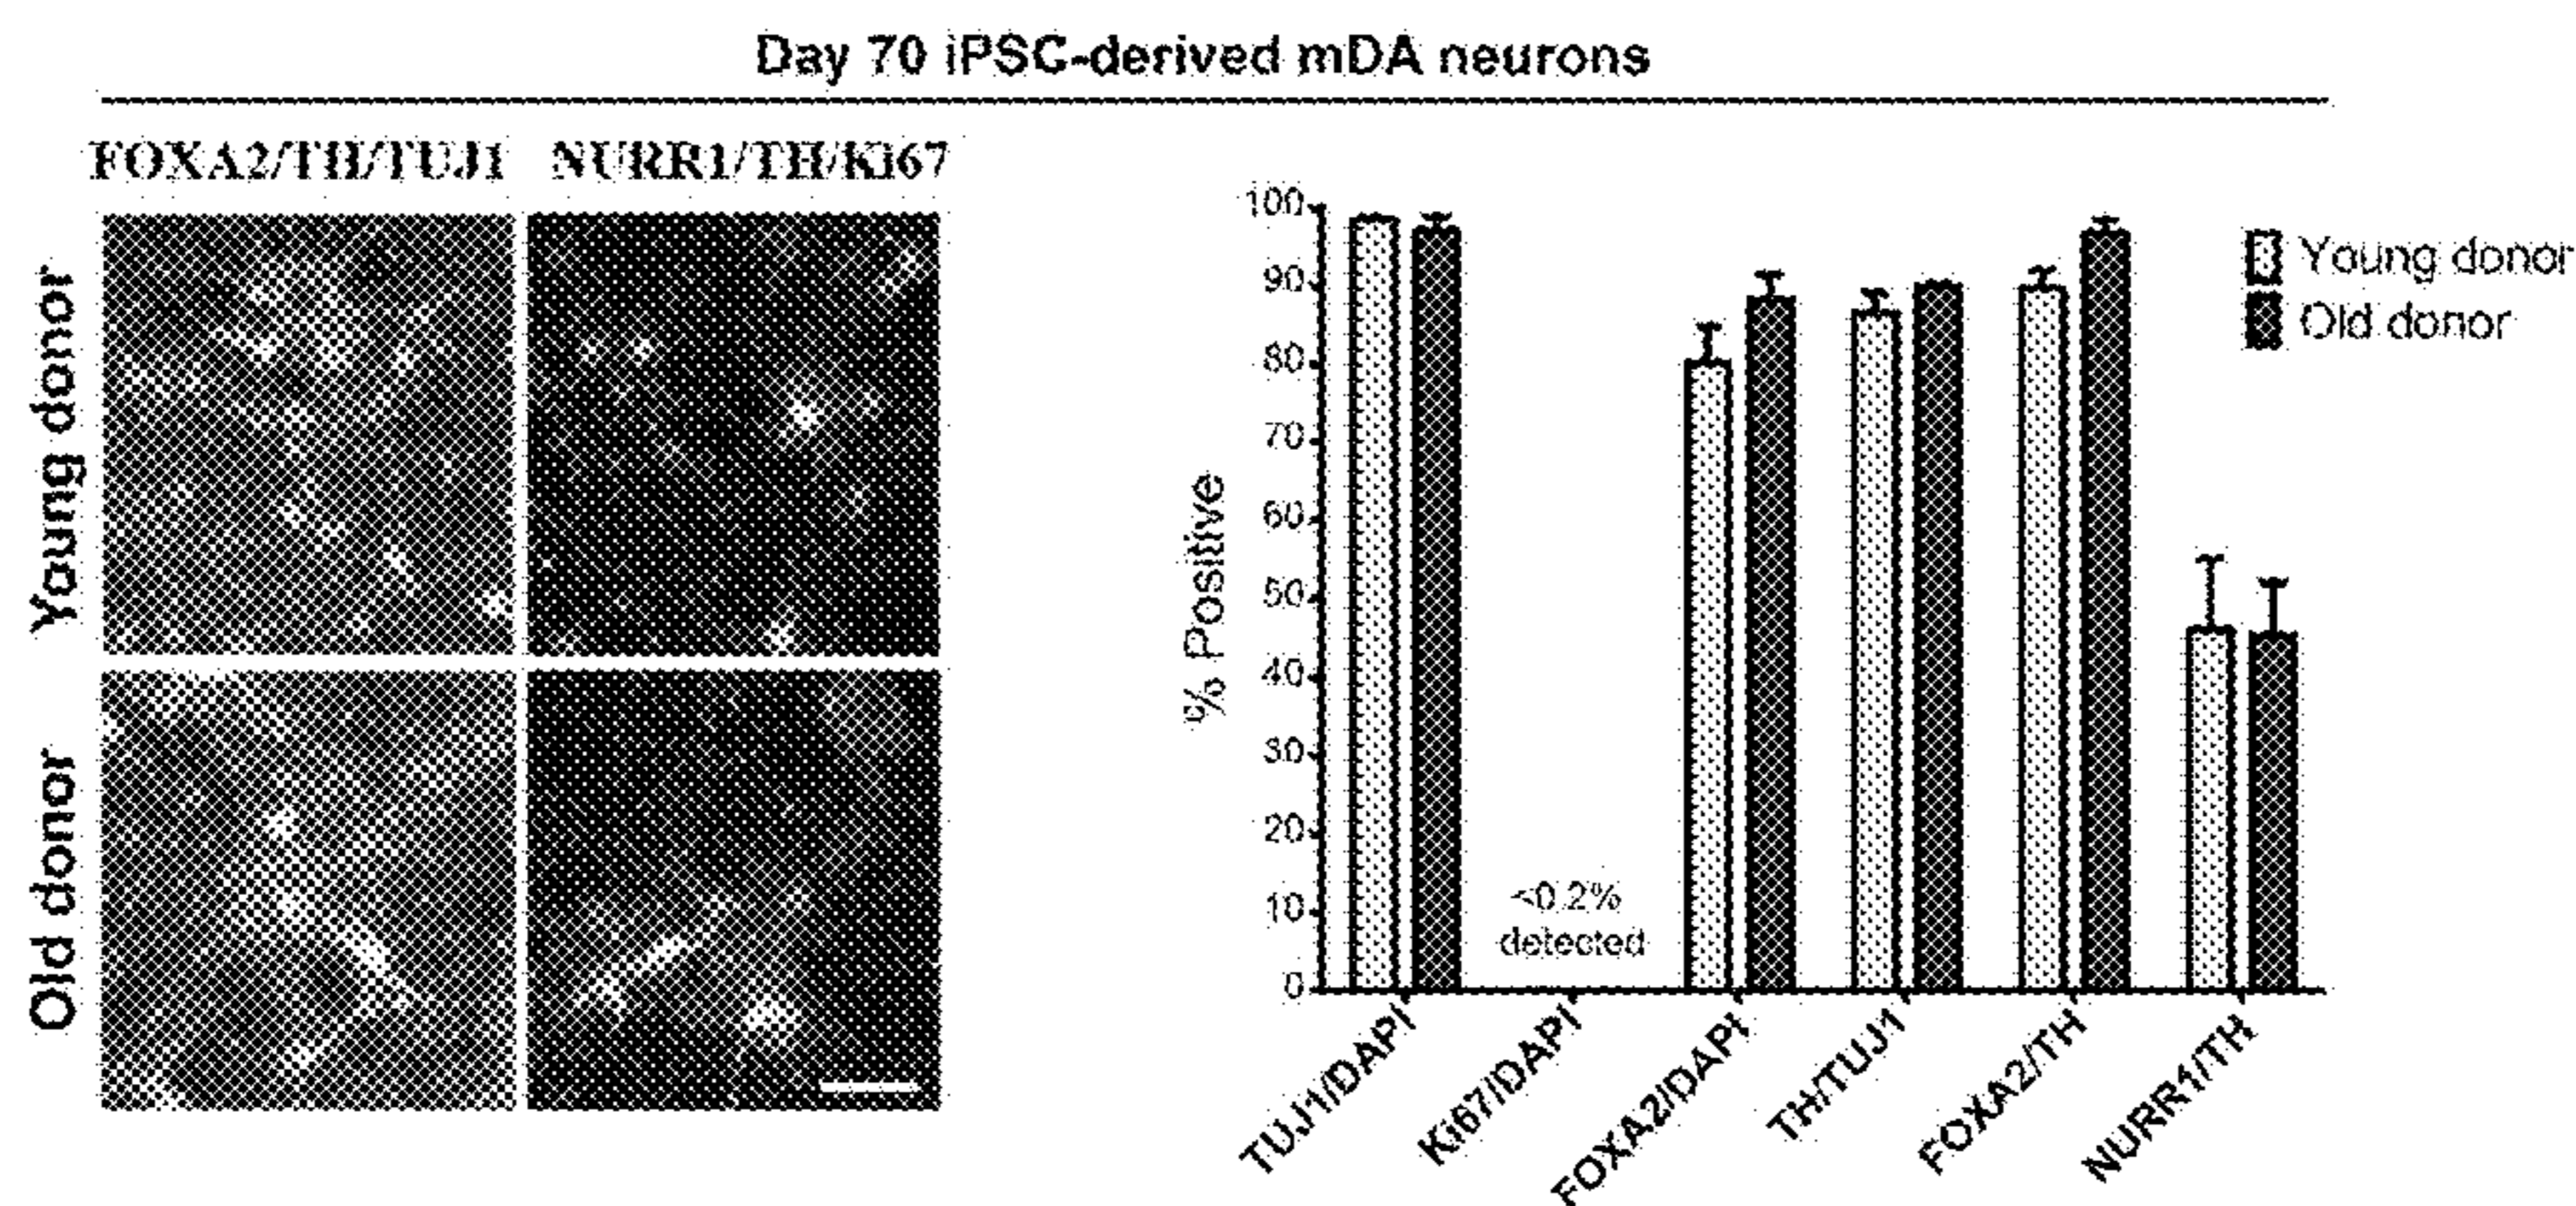 Day 70 iPSC-derived mDA neurons
FOXA2/TH/TUJ1 NURR1/TH/Ki67
Young donor
Old donor
% Positive
100
90
80
70
60
50
40
30
20
10
0
<0.2%
detected
TUJ1/DAPI
Ki67/DAPI
FOXA2/DAPI
TH/TUJ1
FOXA2/TH
NURR1/TH
Young donor
Old donor